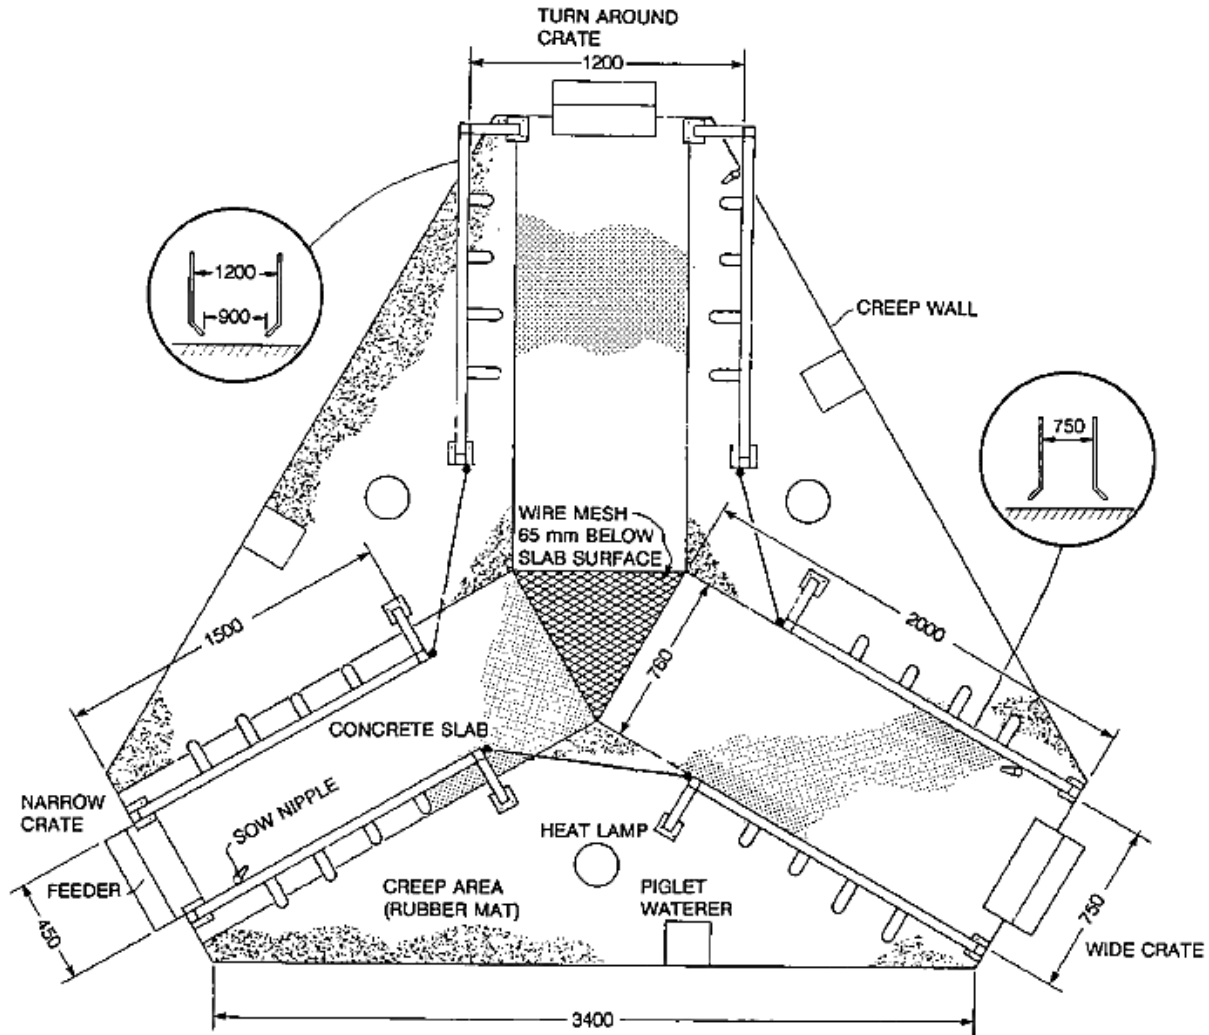 TURN AROUND
CRATE
1200
1200
900
CREEP WALL
750
WIRE MESH
65 mm BELOW
SLAB SURFACE
1500
2000
760
CONCRETE SLAB
NARROW
CRATE
SOW NIPPLE
HEAT LAMP
FEEDER
CREEP AREA
(RUBBER MAT)
PIGLET
WATERER
450
750
WIDE CRATE
3400